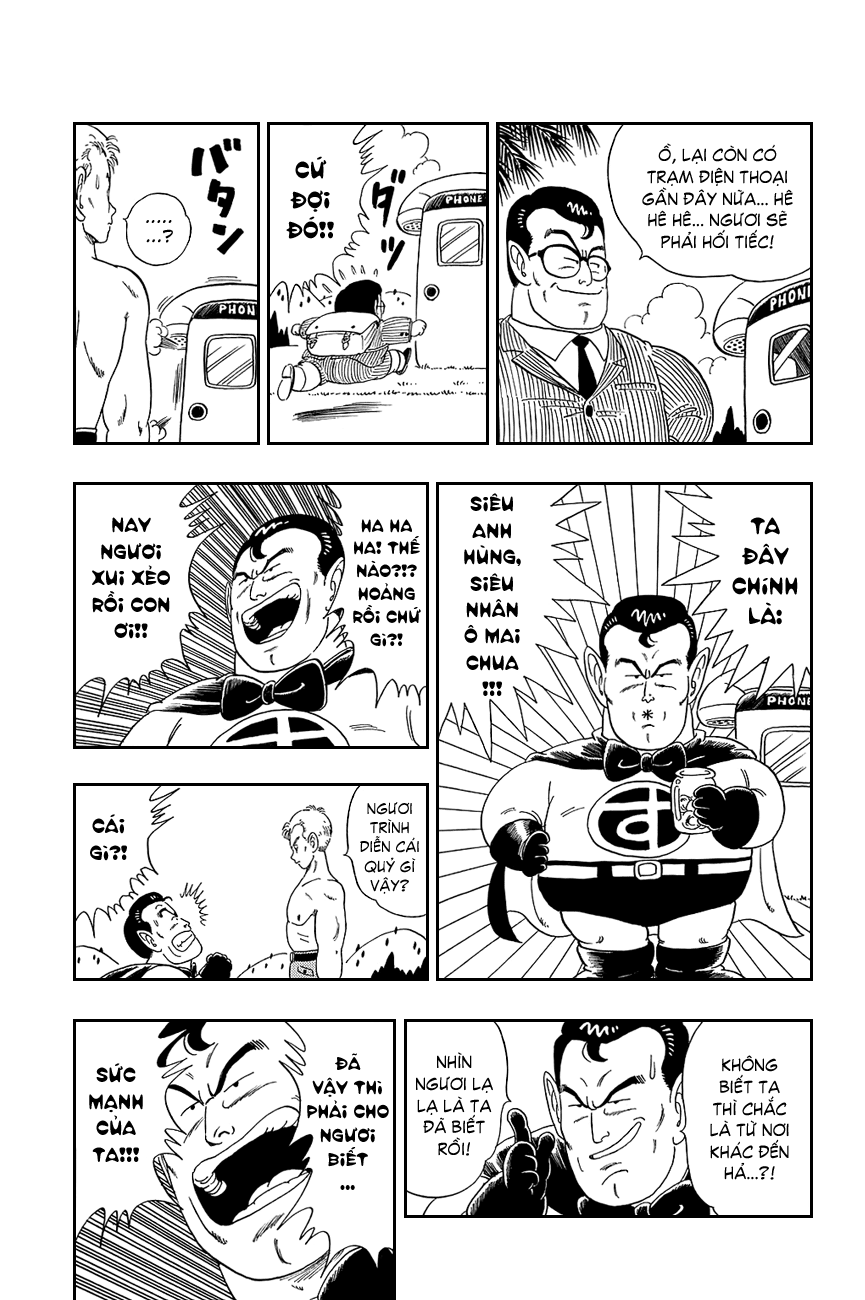 Ồ, LẠI CÒN CÓ
TRẠM ĐIỆN THOẠI
GẦN ĐÂY NỮA... HÊ
HÊ HÊ... NGƯƠI SẼ
PHẢI HỐI TIẾC!
PHONE
CỨ
ĐỢI
ĐÓ!!
ダッ
PHONE
バタン
......
...?
PHONE
TA
ĐÂY
CHÍNH
LÀ:
SIÊU
ANH
HÙNG,
SIÊU
NHÂN
Ô MAI
CHUA
!!!
PHONE
HA HA
HA! THẾ
NÀO?!?
HOẢNG
RỒI CHỨ
GÌ?!
NAY
NGƯƠI
XUI XẺO
RỒI CON
ƠI!!
NGƯƠI
TRÌNH
DIỄN CÁI
QUỶ GÌ
VẬY?
CÁI
GÌ?!
KHÔNG
BIẾT TA
THÌ CHẮC
LÀ TỪ NƠI
KHÁC ĐẾN
HẢ...?!
NHÌN
NGƯƠI LẠ
LẠ LÀ TA
ĐÃ BIẾT
RỒI!
ĐÃ
VẬY THÌ
PHẢI CHO
NGƯƠI
BIẾT
...
SỨC
MẠNH
CỦA
TA!!!